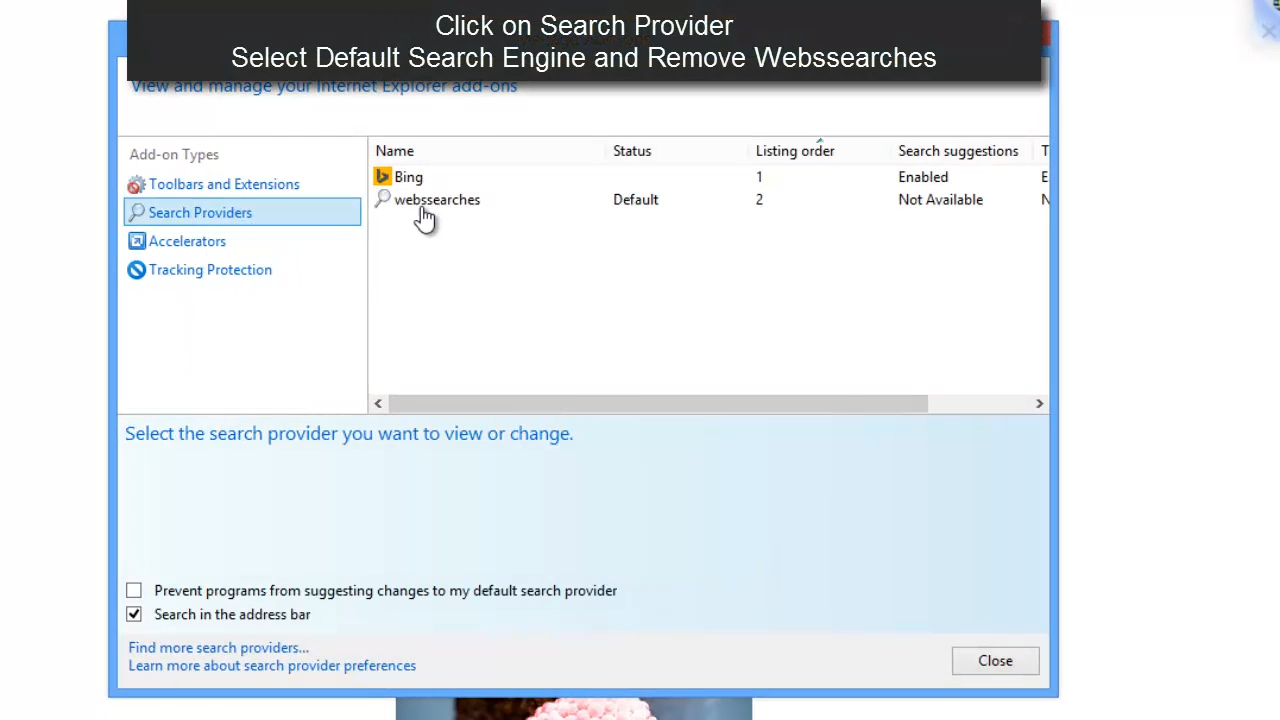 Click on Search Provider
Select Default Search Engine and Remove Webssearches
View and manage your Internet Explorer add-ons
Add-on Types
Toolbars and Extensions
Search Providers
Accelerators
Tracking Protection
Name Status Listing order Search suggestions
Bing 1 Enabled
webssearches Default 2 Not Available
Select the search provider you want to view or change.
Prevent programs from suggesting changes to my default search provider
Search in the address bar
Find more search providers...
Learn more about search provider preferences
Close